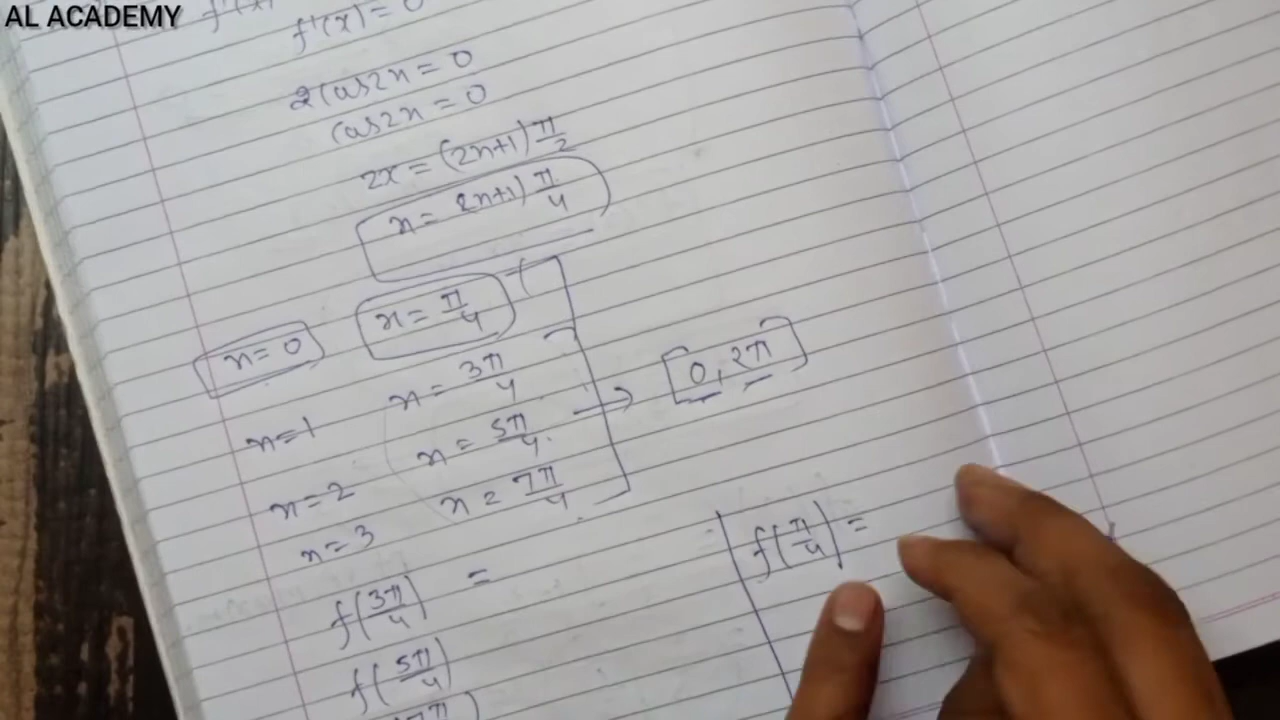 AL ACADEMY
f'(x)
f'(x) = 0
2 cos2x = 0
cos2x = 0
2x = (2n+1) π/2
x = 2n+1) π/4
n = 0 x = π/4
n = 1 x = 3π/4
n = 2 x = 5π/4 → [0, 2π]
n = 3 x = 7π/4
f(3π/4) =
f(π/4) =
f(5π/4)